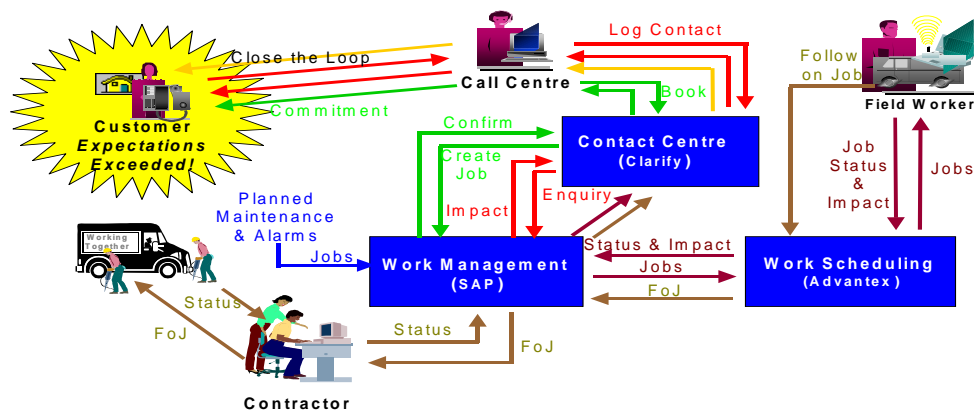 Close the Loop
Commitment
Customer
Expectations
Exceeded!
Call Centre
Log Contact
Book
Follow
on Job
Field Worker
Confirm
Create
Job
Contact Centre
(Clarify)
Job
Status
&
Impact
Jobs
Planned
Maintenance
& Alarms
Impact
Enquiry
Working
Together
Jobs
Work Management
(SAP)
Status & Impact
Jobs
FoJ
Work Scheduling
(Advantex)
Status
FoJ
Status
FoJ
Contractor